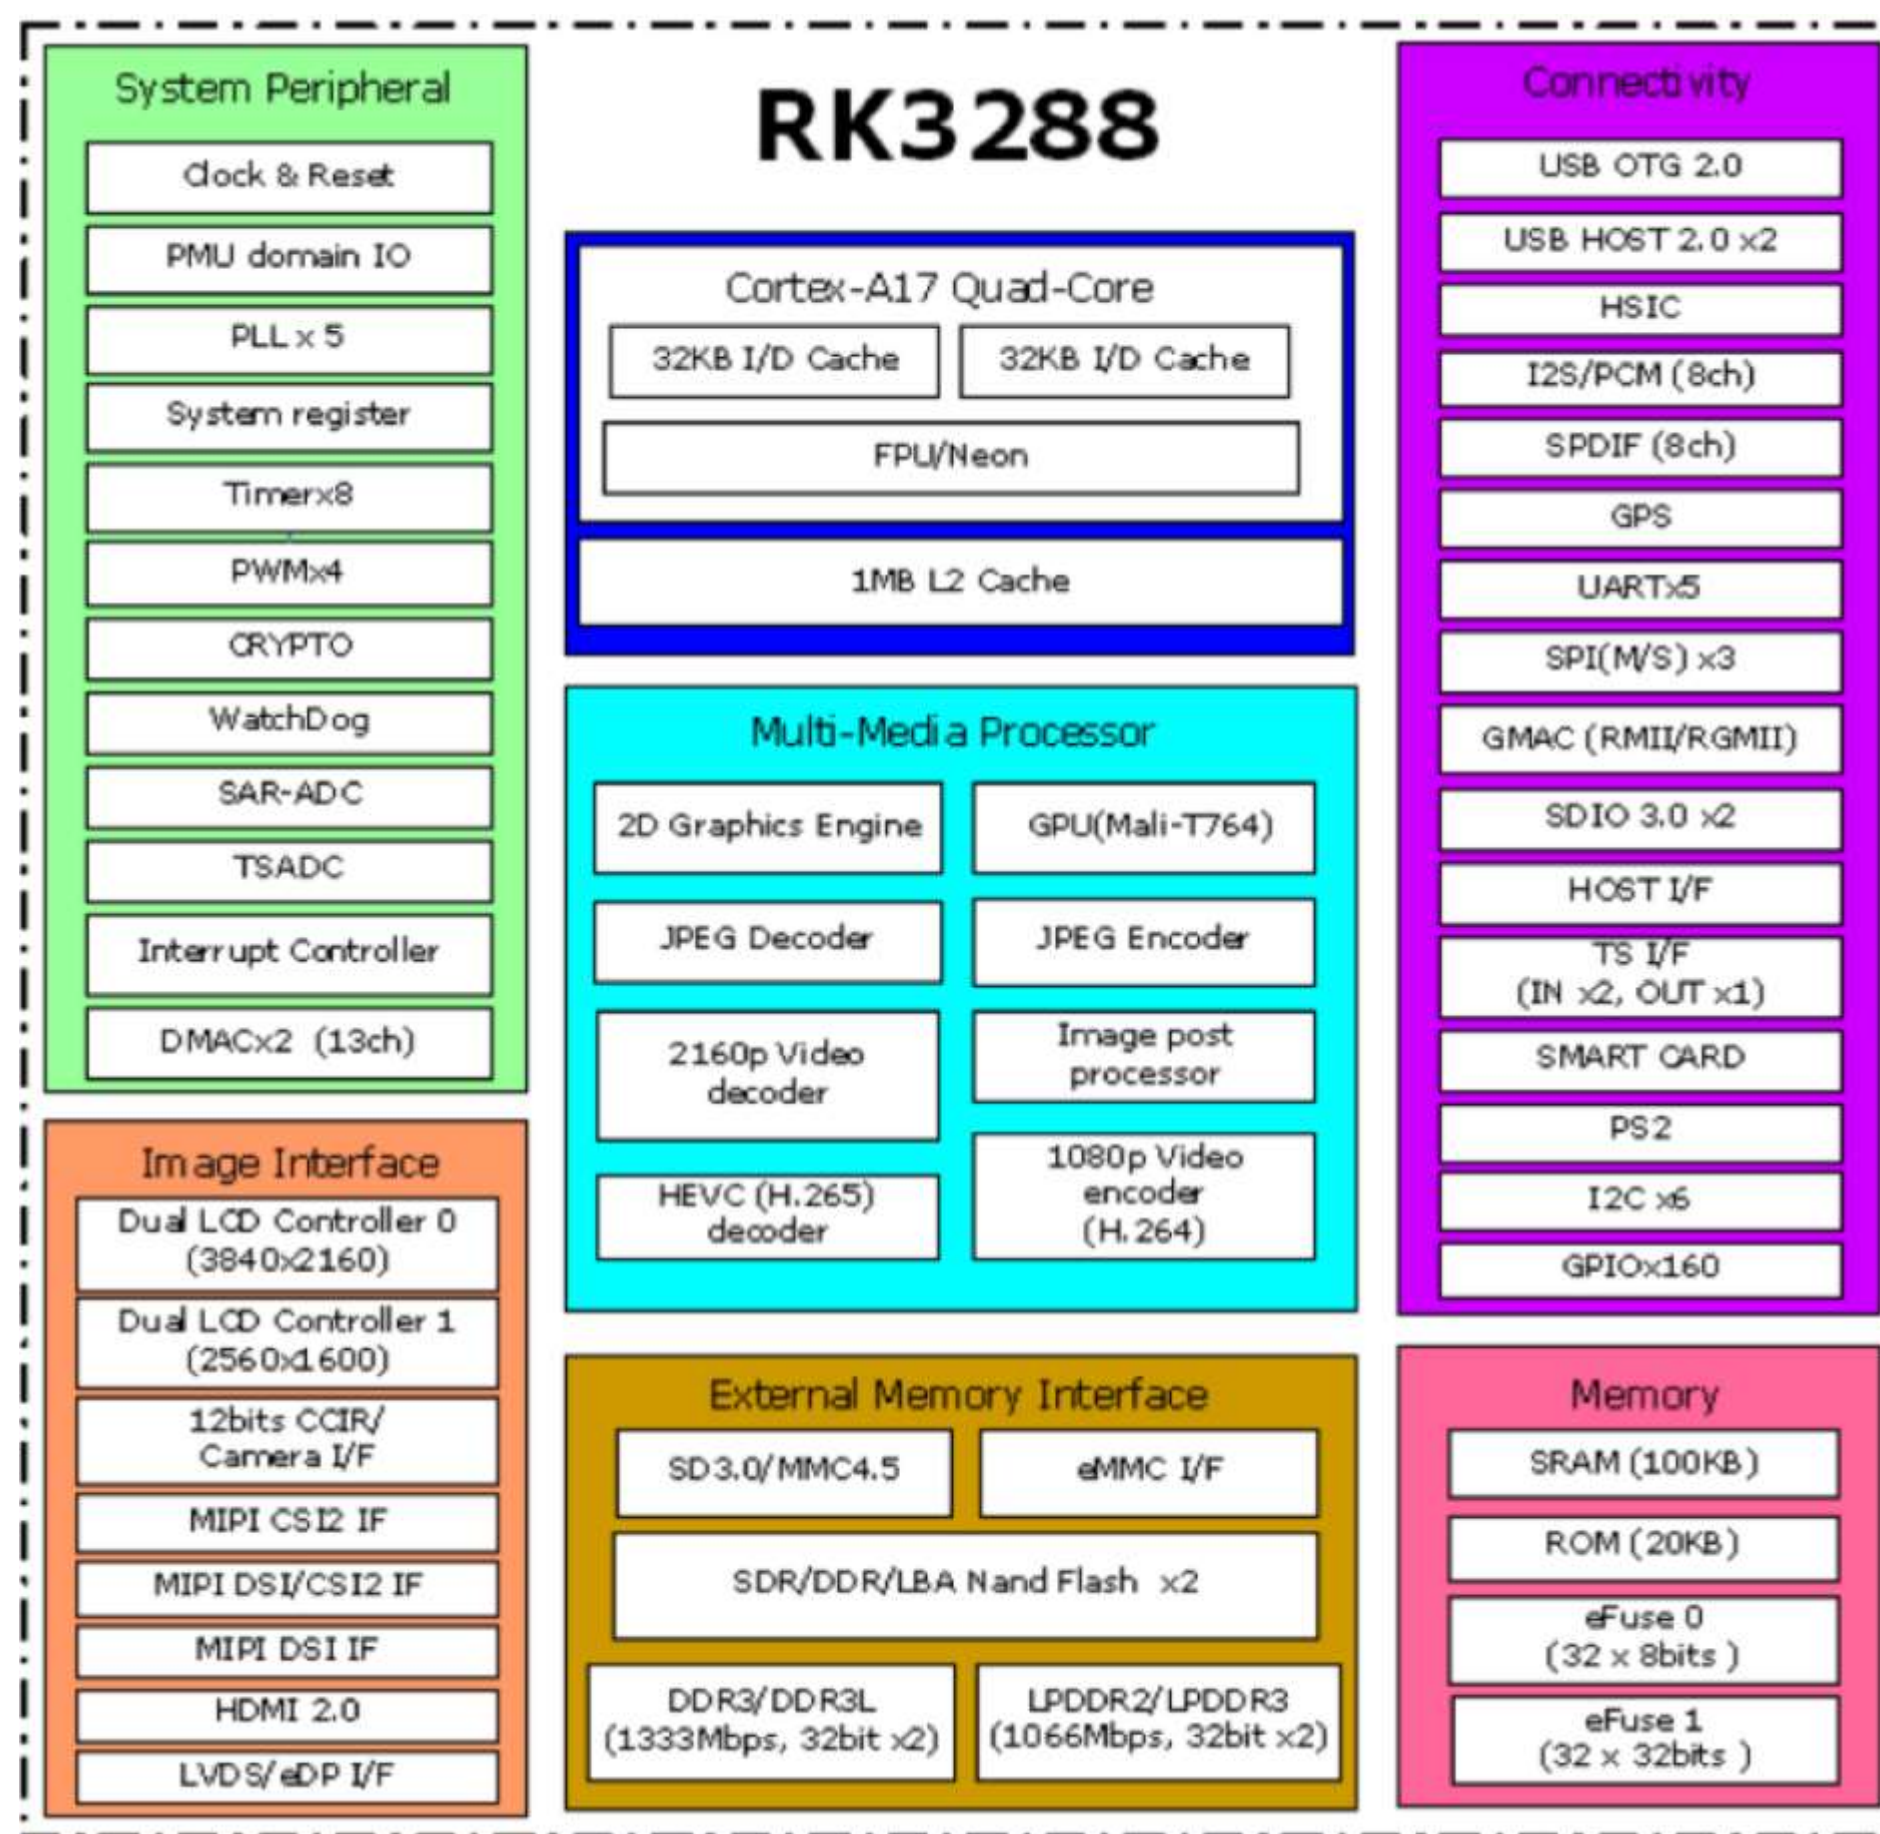 System Peripheral
Clock & Reset
PMU domain IO
PLL x 5
System register
Timerx8
PWMx4
CRYPTO
WatchDog
SAR-ADC
TSADC
Interrupt Controller
DMACx2 (13ch)
Image Interface
Dual LCD Controller 0
(3840x2160)
Dual LCD Controller 1
(2560x1600)
12bits CCIR/
Camera I/F
MIPI CSI2 IF
MIPI DSI/CSI2 IF
MIPI DSI IF
HDMI 2.0
LVDS/eDP I/F
RK3288
Cortex-A17 Quad-Core
32KB I/D Cache
32KB I/D Cache
FPU/Neon
1MB L2 Cache
Multi-Media Processor
2D Graphics Engine
GPU(Mali-T764)
JPEG Decoder
JPEG Encoder
2160p Video
decoder
Image post
processor
HEVC (H.265)
decoder
1080p Video
encoder
(H.264)
External Memory Interface
SD3.0/MMC4.5
eMMC I/F
SDR/DDR/LBA Nand Flash x2
DDR3/DDR3L
(1333Mbps, 32bit x2)
LPDDR2/LPDDR3
(1066Mbps, 32bit x2)
Connectivity
USB OTG 2.0
USB HOST 2.0 x2
HSIC
I2S/PCM (8ch)
SPDIF (8ch)
GPS
UARTx5
SPI(M/S) x3
GMAC (RMII/RGMII)
SDIO 3.0 x2
HOST I/F
TS I/F
(IN x2, OUT x1)
SMART CARD
PS2
I2C x6
GPIOx160
Memory
SRAM (100KB)
ROM (20KB)
eFuse 0
(32 x 8bits )
eFuse 1
(32 x 32bits )